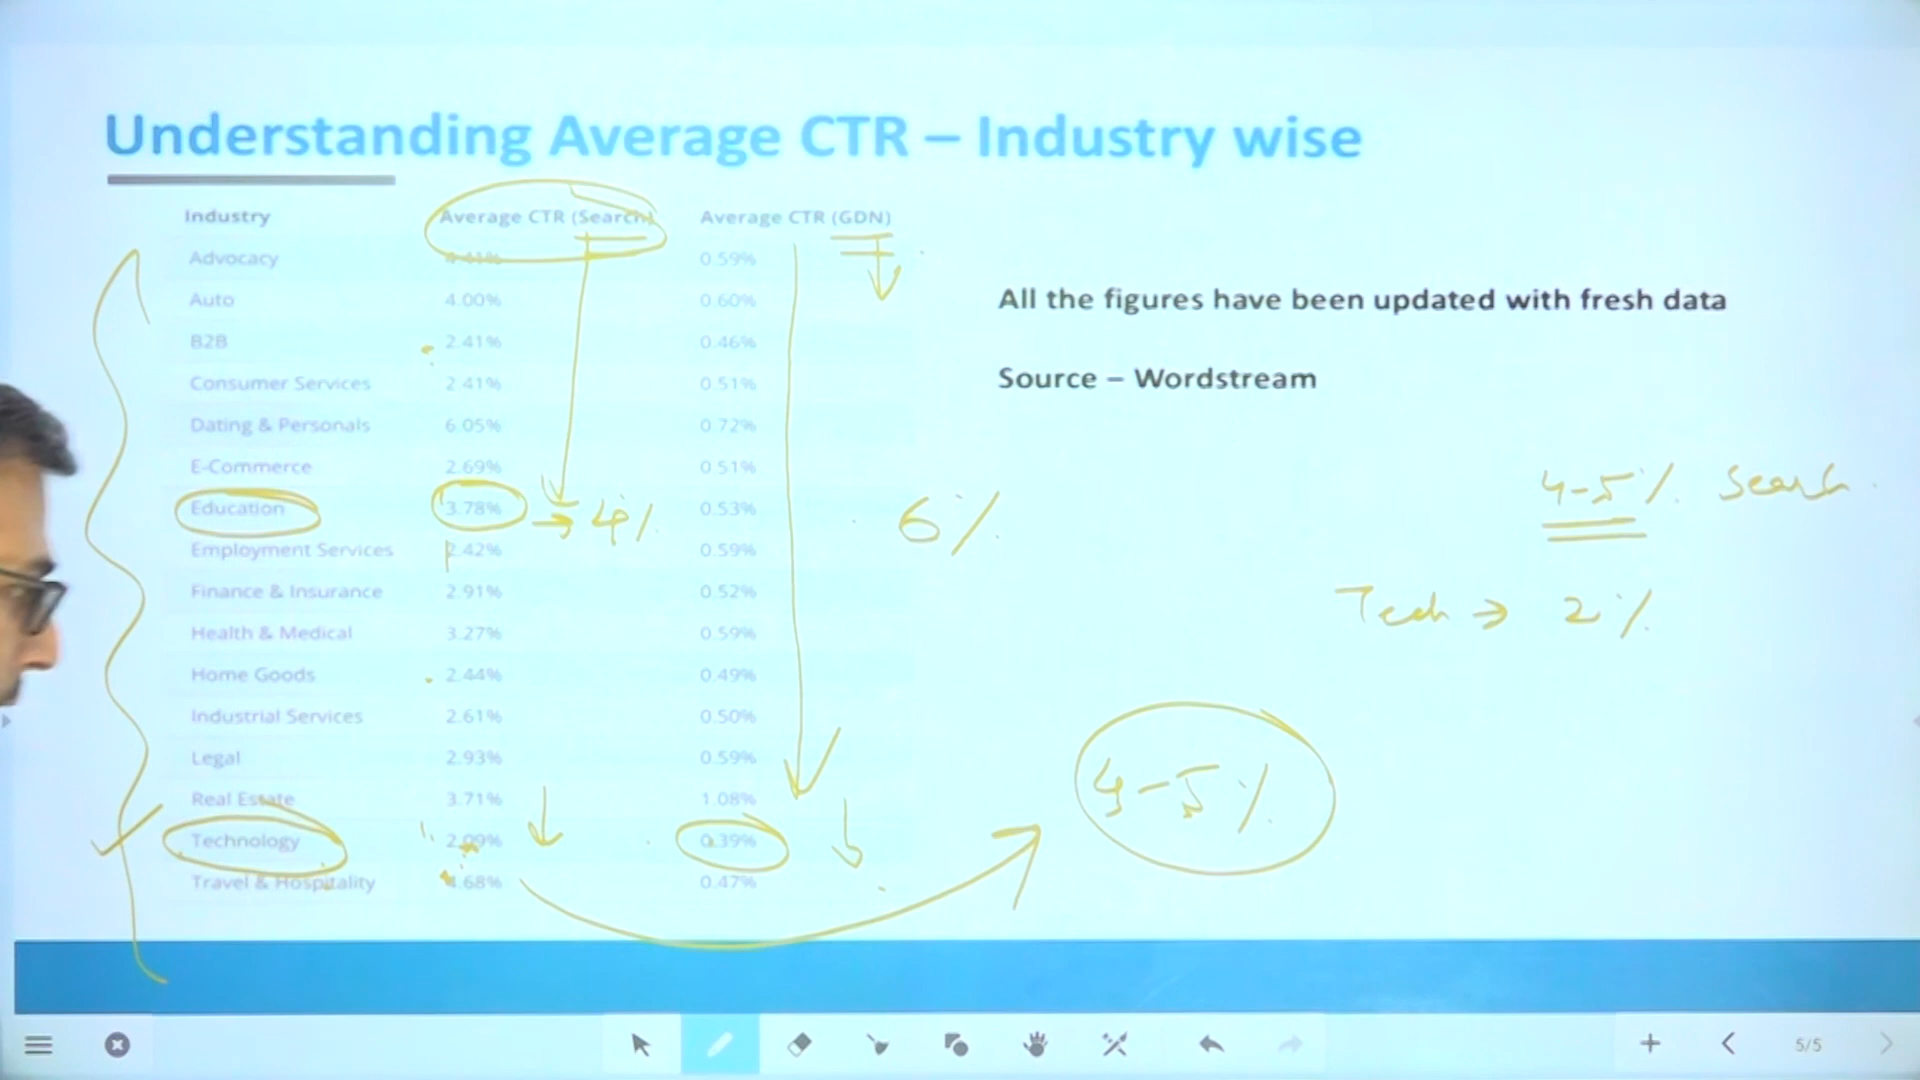 Understanding Average CTR – Industry wise
Industry Average CTR (Search) Average CTR (GDN)
Advocacy 4.41% 0.59%
Auto 4.00% 0.60%
B2B 2.41% 0.46%
Consumer Services 2.41% 0.51%
Dating & Personals 6.05% 0.72%
E-Commerce 2.69% 0.51%
Education 3.78% → 4% 0.53% 6%
Employment Services 2.42% 0.59%
Finance & Insurance 2.91% 0.52%
Health & Medical 3.27% 0.59%
Home Goods 2.44% 0.49%
Industrial Services 2.61% 0.50%
Legal 2.93% 0.59%
Real Estate 3.71% 1.08%
Technology 2.09% 0.39%
Travel & Hospitality 4.68% 0.47%
All the figures have been updated with fresh data
Source – Wordstream
4-5% Search
Tech → 2%
4-5%
5/5